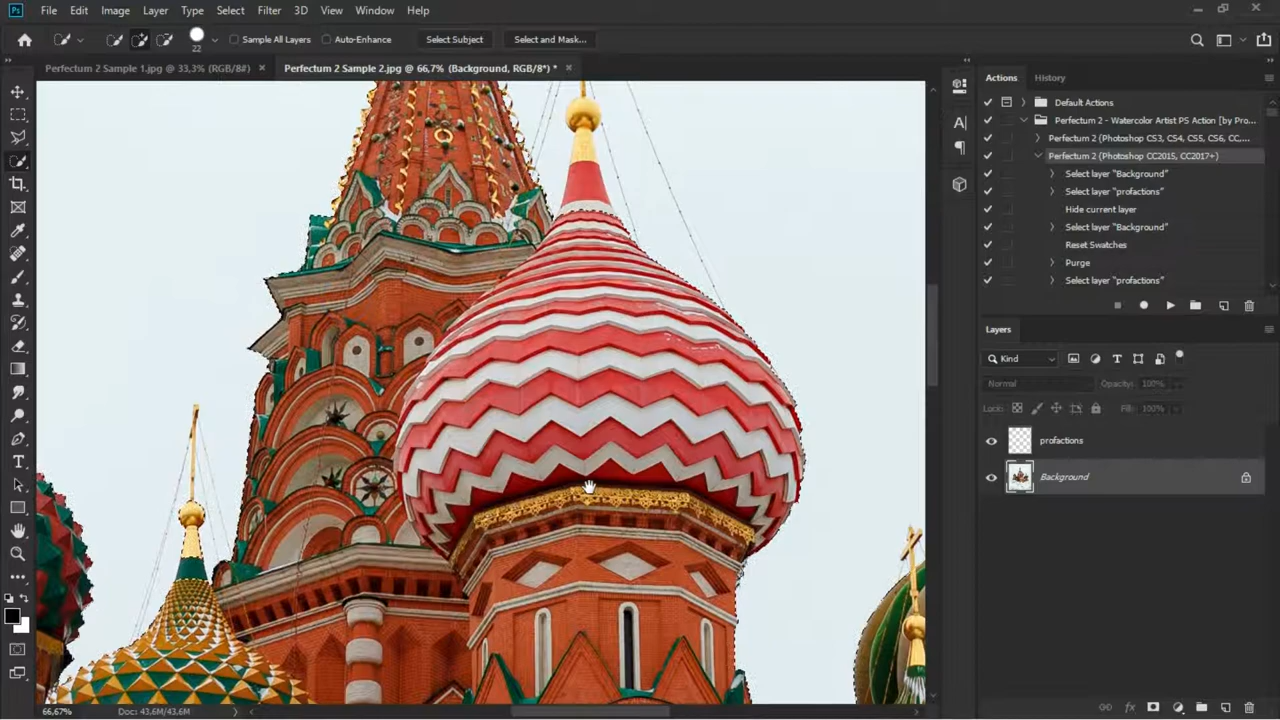 Ps File Edit Image Layer Type Select Filter 3D View Window Help
22 Sample All Layers Auto-Enhance Select Subject Select and Mask...
Perfectum 2 Sample 1.jpg @ 33,3% (RGB/8#) × Perfectum 2 Sample 2.jpg @ 66,7% (Background, RGB/8*) * ×
Actions History
Default Actions
Perfectum 2 - Watercolor Artist PS Action [by Pro...
Perfectum 2 (Photoshop CS3, CS4, CS5, CS6, CC,...
Perfectum 2 (Photoshop CC2015, CC2017+)
Select layer "Background"
Select layer "profactions"
Hide current layer
Select layer "Background"
Reset Swatches
Purge
Select layer "profactions"
Layers
Kind
Normal Opacity: 100%
Lock: Fill: 100%
profactions
Background
66,67% Doc: 43,6M/43,6M